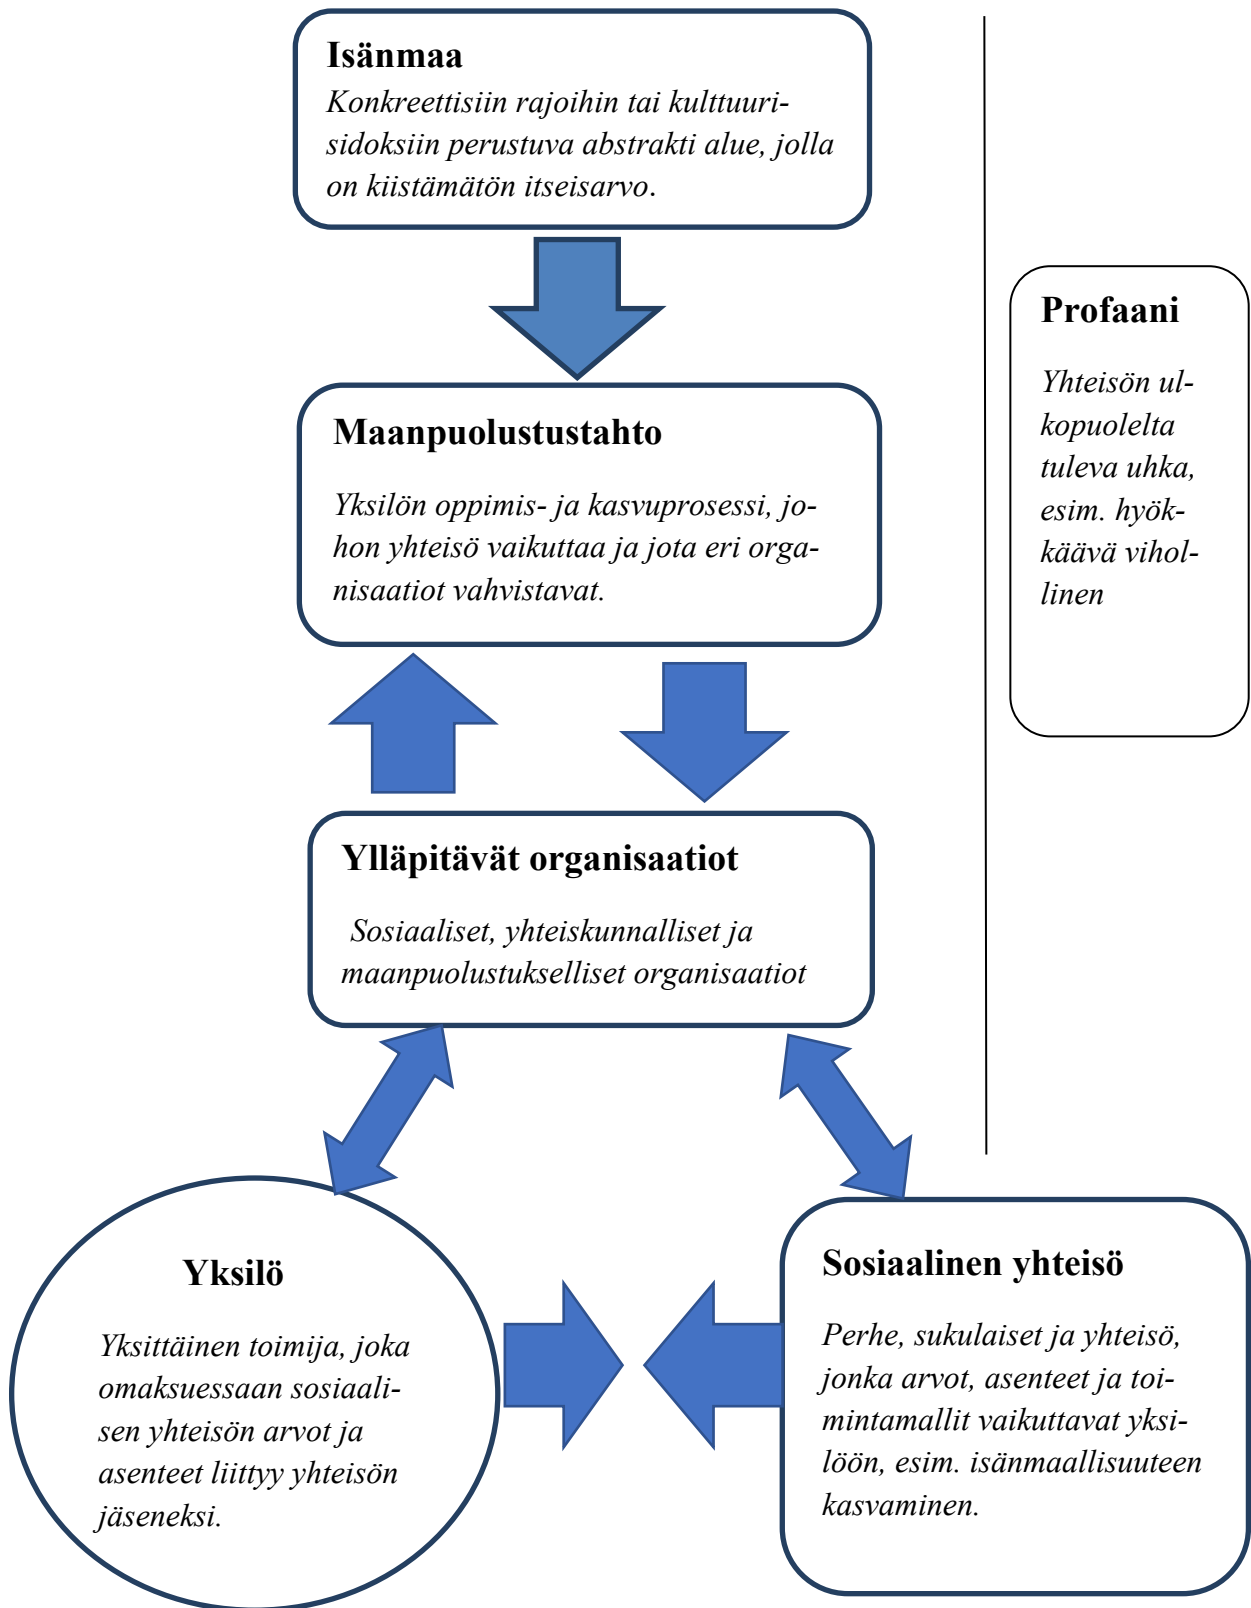 Isänmaa
Konkreettisiin rajoihin tai kulttuuri-
sidoksiin perustuva abstrakti alue, jolla
on kiistämätön itseisarvo.
Profaani
Yhteisön ul-
kopuolelta
tuleva uhka,
esim. hyök-
käävä vihol-
linen
Maanpuolustustahto
Yksilön oppimis- ja kasvuprosessi, jo-
hon yhteisö vaikuttaa ja jota eri orga-
nisaatiot vahvistavat.
Ylläpitävät organisaatiot
Sosiaaliset, yhteiskunnalliset ja
maanpuolustukselliset organisaatiot
Yksilö
Yksittäinen toimija, joka
omaksuessaan sosiaali-
sen yhteisön arvot ja
asenteet liittyy yhteisön
jäseneksi.
Sosiaalinen yhteisö
Perhe, sukulaiset ja yhteisö,
jonka arvot, asenteet ja toi-
mintamallit vaikuttavat yksi-
löön, esim. isänmaallisuuteen
kasvaminen.